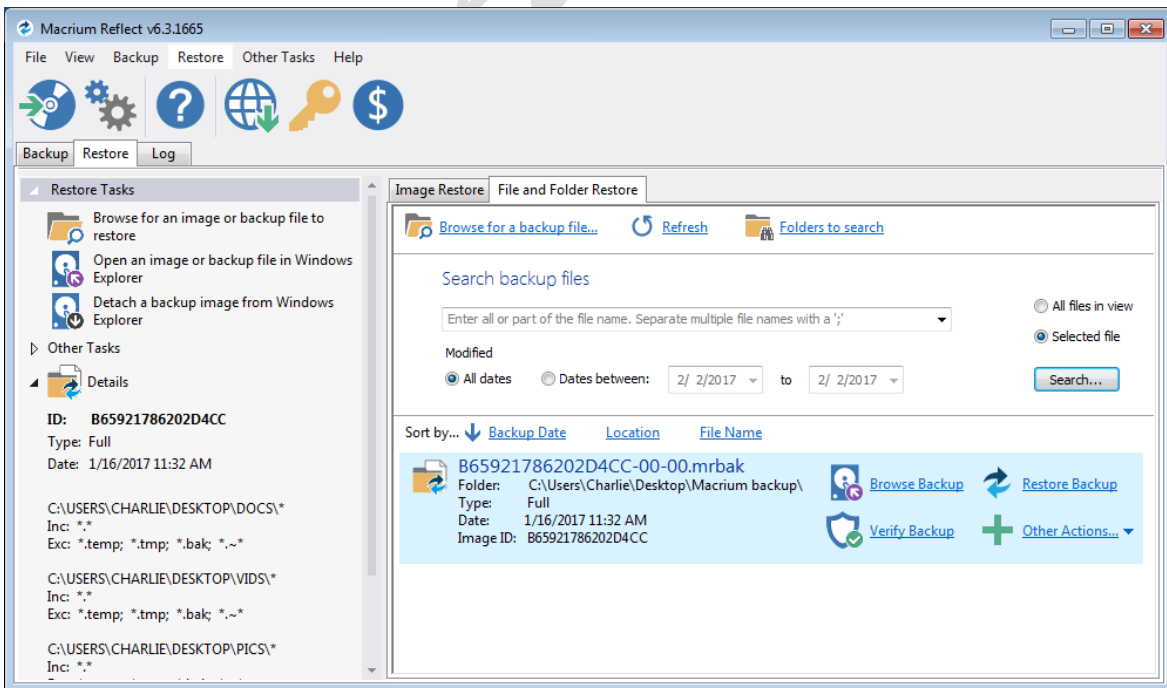 Macrium Reflect v6.3.1665
File View Backup Restore Other Tasks Help
Backup Restore Log
Restore Tasks
Browse for an image or backup file to
restore
Open an image or backup file in Windows
Explorer
Detach a backup image from Windows
Explorer
Other Tasks
Details
ID: B65921786202D4CC
Type: Full
Date: 1/16/2017 11:32 AM
C:\USERS\CHARLIE\DESKTOP\DOCS\*
Inc: *.*
Exc: *.temp; *.tmp; *.bak; *.~*
C:\USERS\CHARLIE\DESKTOP\VIDS\*
Inc: *.*
Exc: *.temp; *.tmp; *.bak; *.~*
C:\USERS\CHARLIE\DESKTOP\PICS\*
Inc: *.*
Image Restore File and Folder Restore
Browse for a backup file... Refresh Folders to search
Search backup files
Enter all or part of the file name. Separate multiple file names with a ';'
All files in view
Selected file
Modified
All dates Dates between: 2/ 2/2017 to 2/ 2/2017
Search...
Sort by... Backup Date Location File Name
B65921786202D4CC-00-00.mrbak
Folder: C:\Users\Charlie\Desktop\Macrium backup\
Type: Full
Date: 1/16/2017 11:32 AM
Image ID: B65921786202D4CC
Browse Backup Restore Backup
Verify Backup Other Actions...